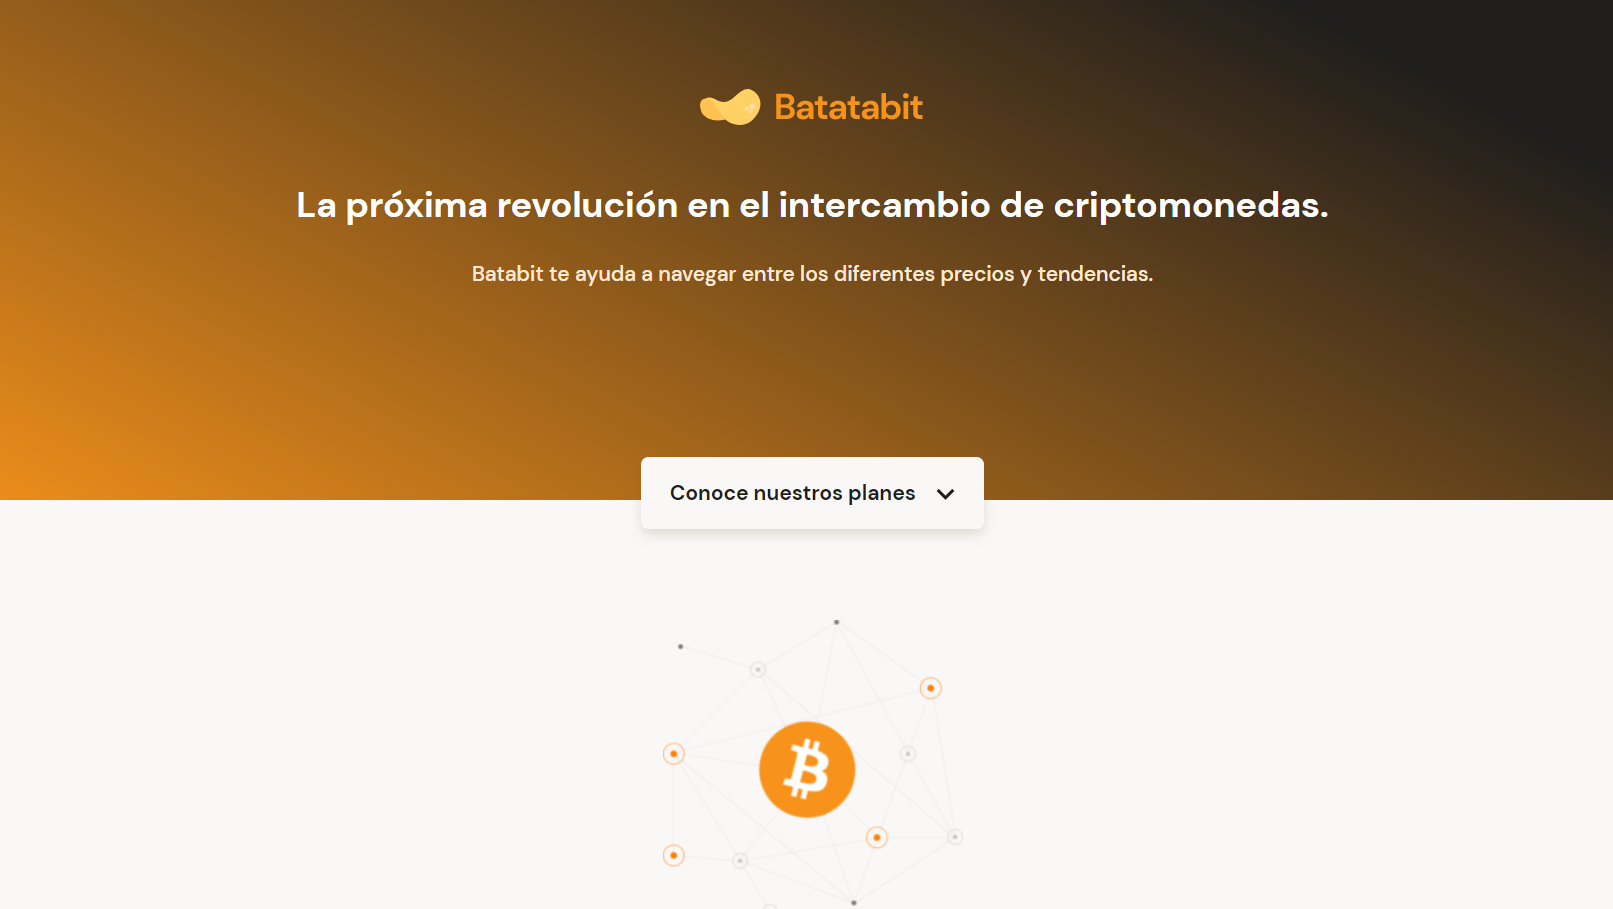 Batatabit
La próxima revolución en el intercambio de criptomonedas.
Batabit te ayuda a navegar entre los diferentes precios y tendencias.
Conoce nuestros planes